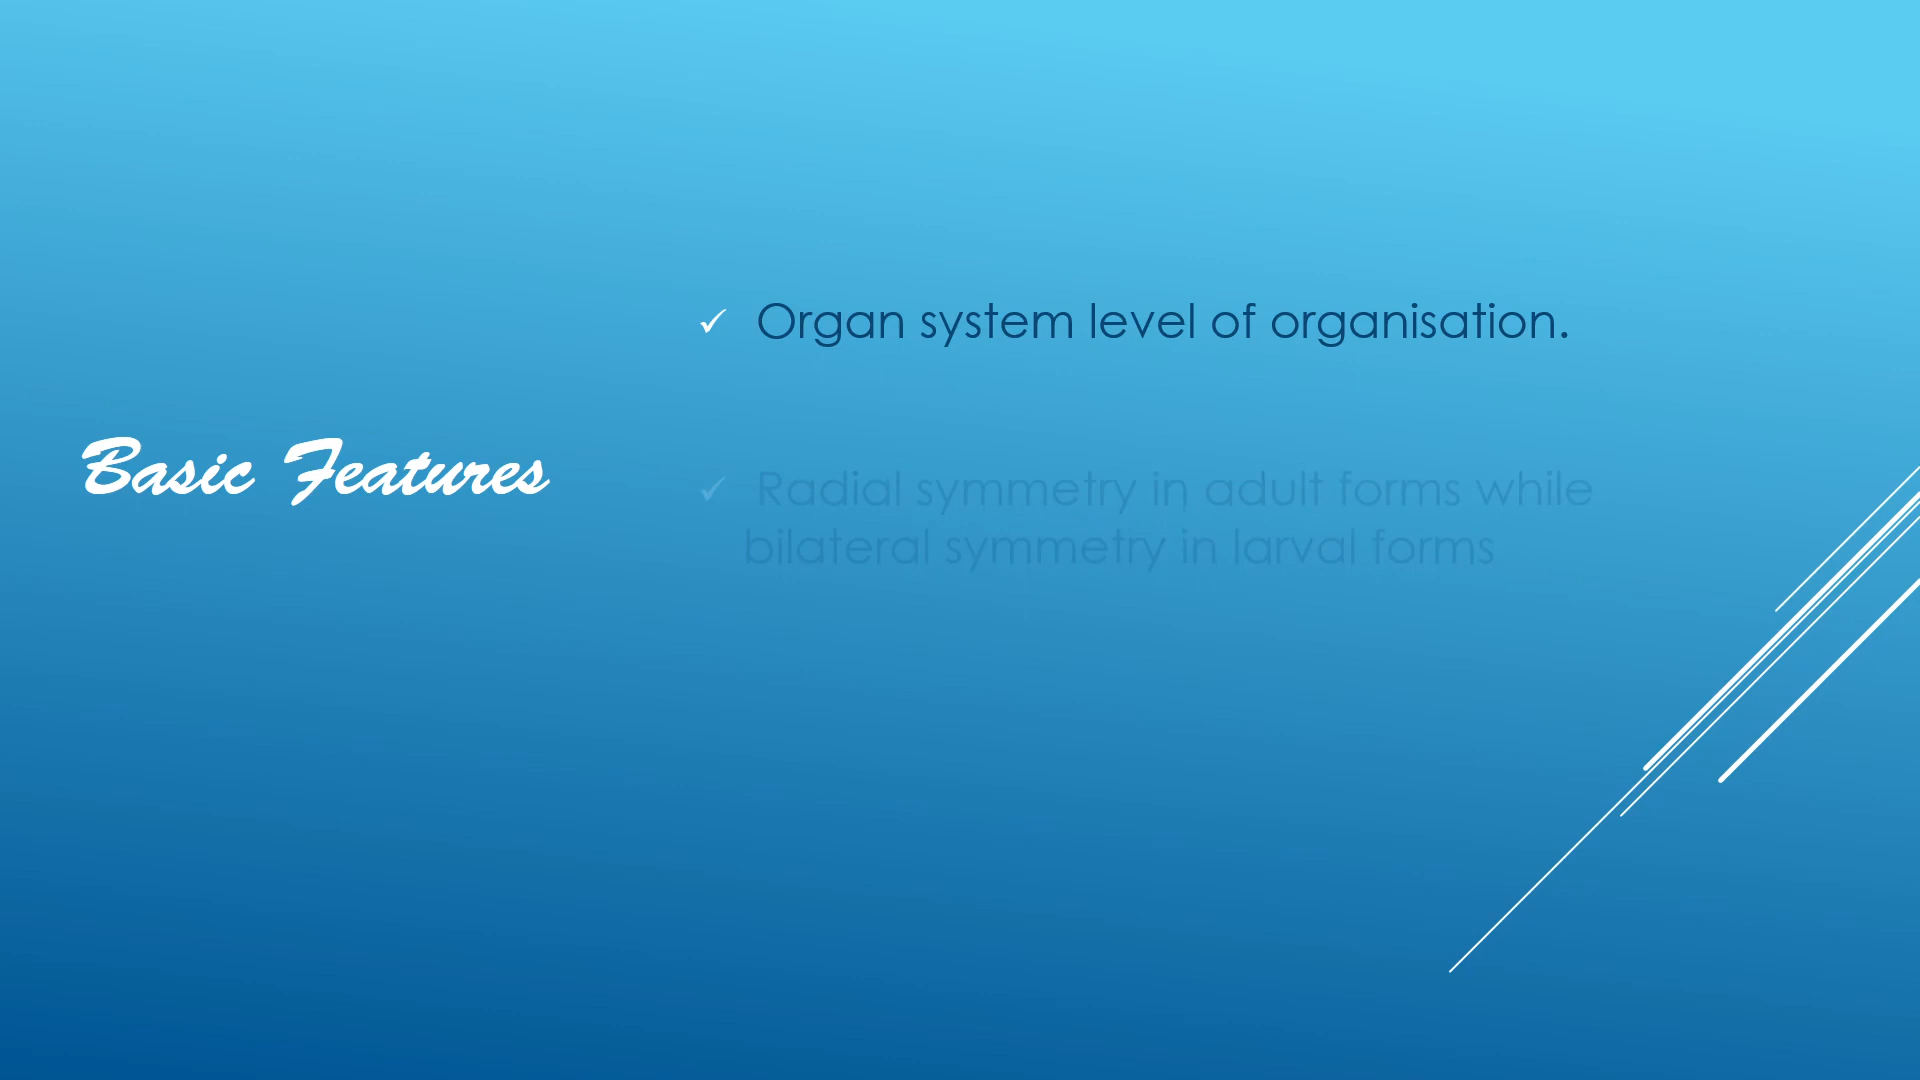 Basic Features
✓ Organ system level of organisation.
✓ Radial symmetry in adult forms while
bilateral symmetry in larval forms